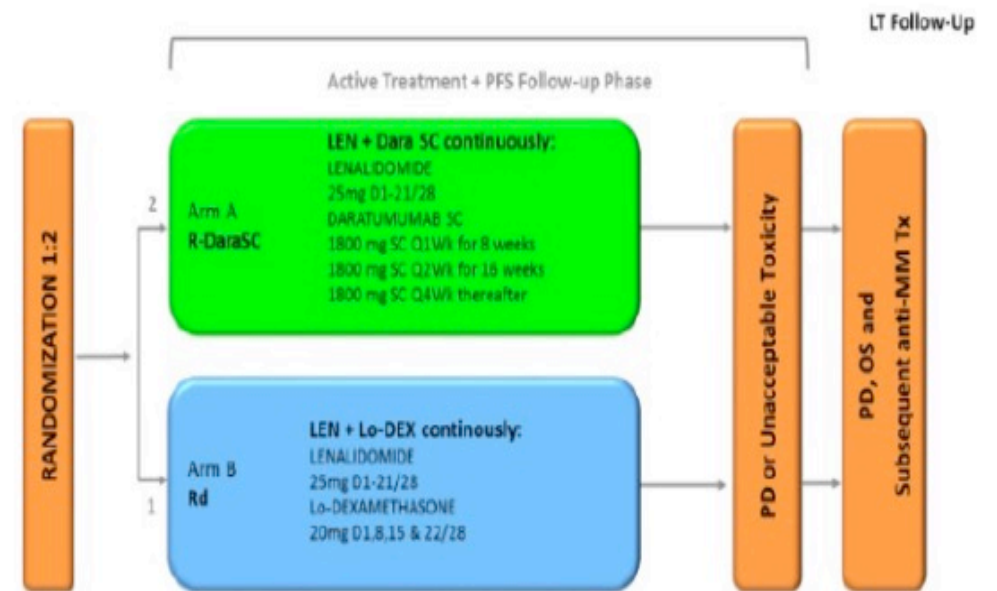 LT Follow-Up
Active Treatment + PFS Follow-up Phase
RANDOMIZATION 1:2
2
Arm A
R-DaraSC
LEN + Dara SC continuously:
LENALIDOMIDE
25mg D1-21/28
DARATUMUMAB SC
1800 mg SC Q1Wk for 8 weeks
1800 mg SC Q2Wk for 16 weeks
1800 mg SC Q4Wk thereafter
1
Arm B
Rd
LEN + Lo-DEX continously:
LENALIDOMIDE
25mg D1-21/28
Lo-DEXAMETHASONE
20mg D1,8,15 & 22/28
PD or Unacceptable Toxicity
PD, OS and
Subsequent anti-MM Tx